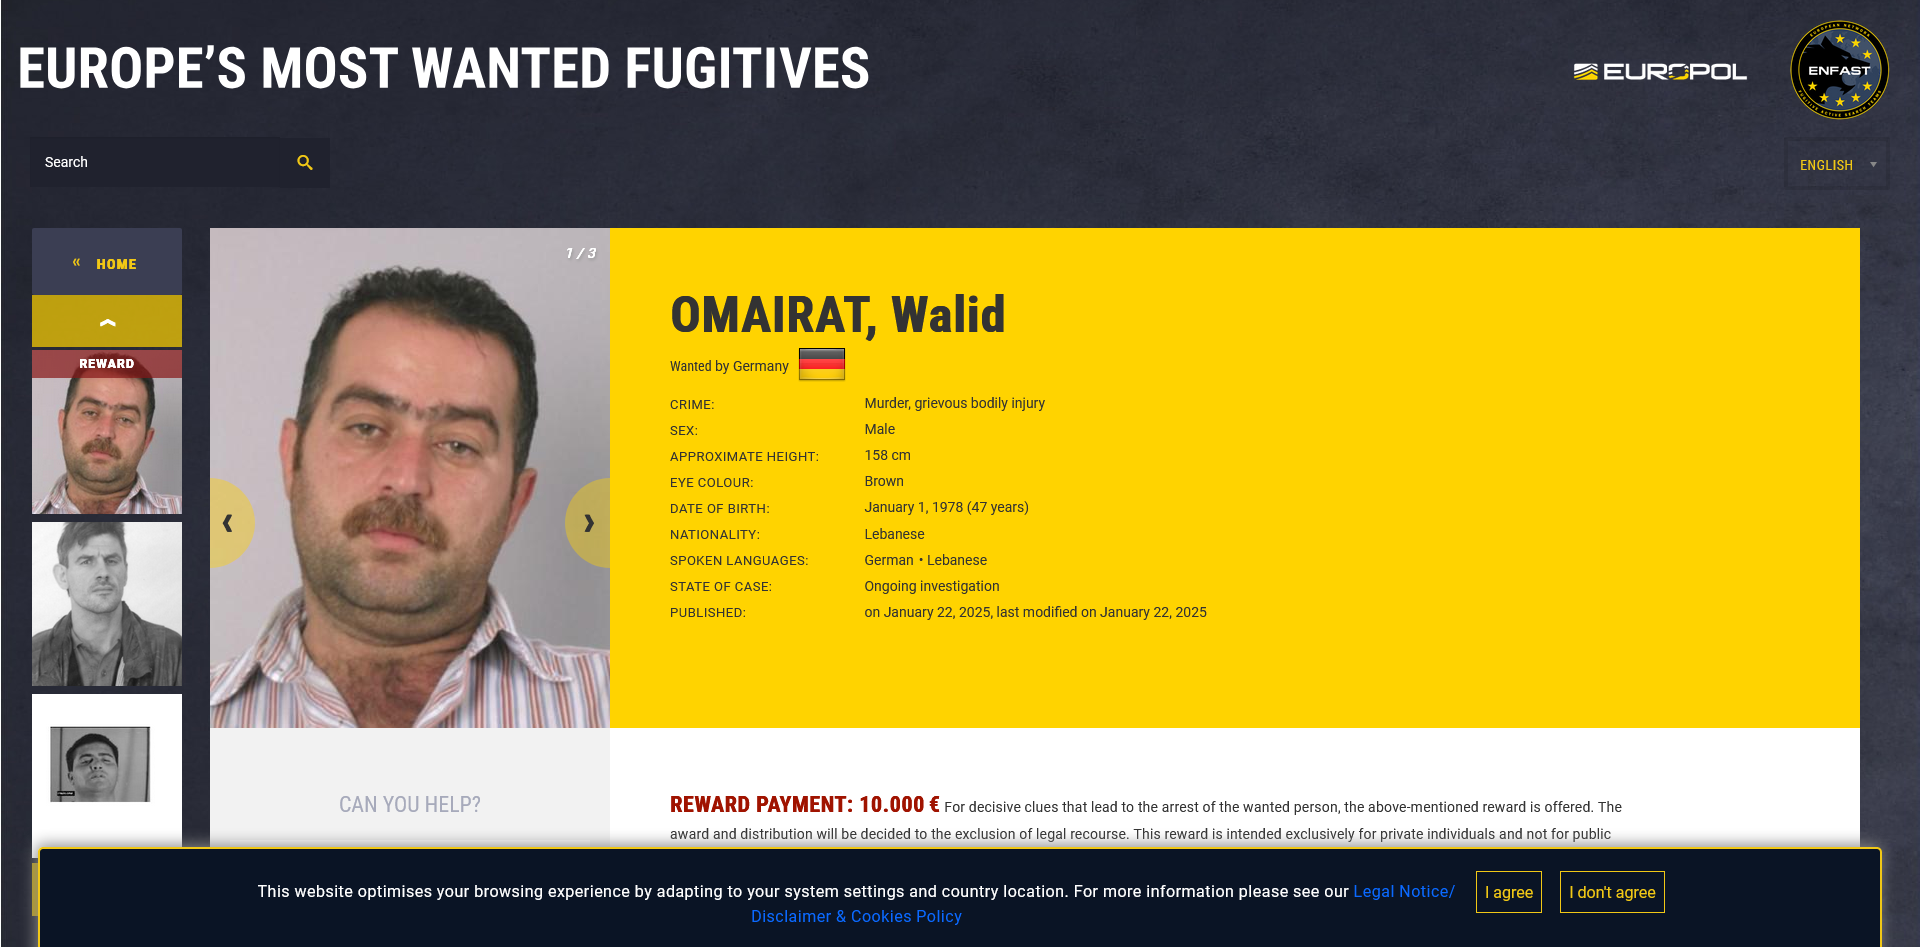 EUROPE’S MOST WANTED FUGITIVES
EUROPOL
ENFAST
Search
ENGLISH
« HOME
REWARD
1 / 3
OMAIRAT, Walid
Wanted by Germany
CRIME: Murder, grievous bodily injury
SEX: Male
APPROXIMATE HEIGHT: 158 cm
EYE COLOUR: Brown
DATE OF BIRTH: January 1, 1978 (47 years)
NATIONALITY: Lebanese
SPOKEN LANGUAGES: German • Lebanese
STATE OF CASE: Ongoing investigation
PUBLISHED: on January 22, 2025, last modified on January 22, 2025
CAN YOU HELP?
REWARD PAYMENT: 10.000 € For decisive clues that lead to the arrest of the wanted person, the above-mentioned reward is offered. The
award and distribution will be decided to the exclusion of legal recourse. This reward is intended exclusively for private individuals and not for public
This website optimises your browsing experience by adapting to your system settings and country location. For more information please see our Legal Notice/
Disclaimer & Cookies Policy
I agree
I don't agree